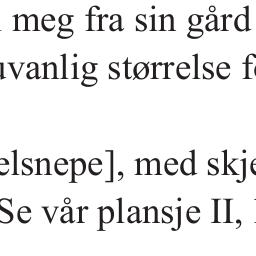 meg fra sin gård
uvanlig størrelse f
elsnepe], med skje
Se vår plansje II,